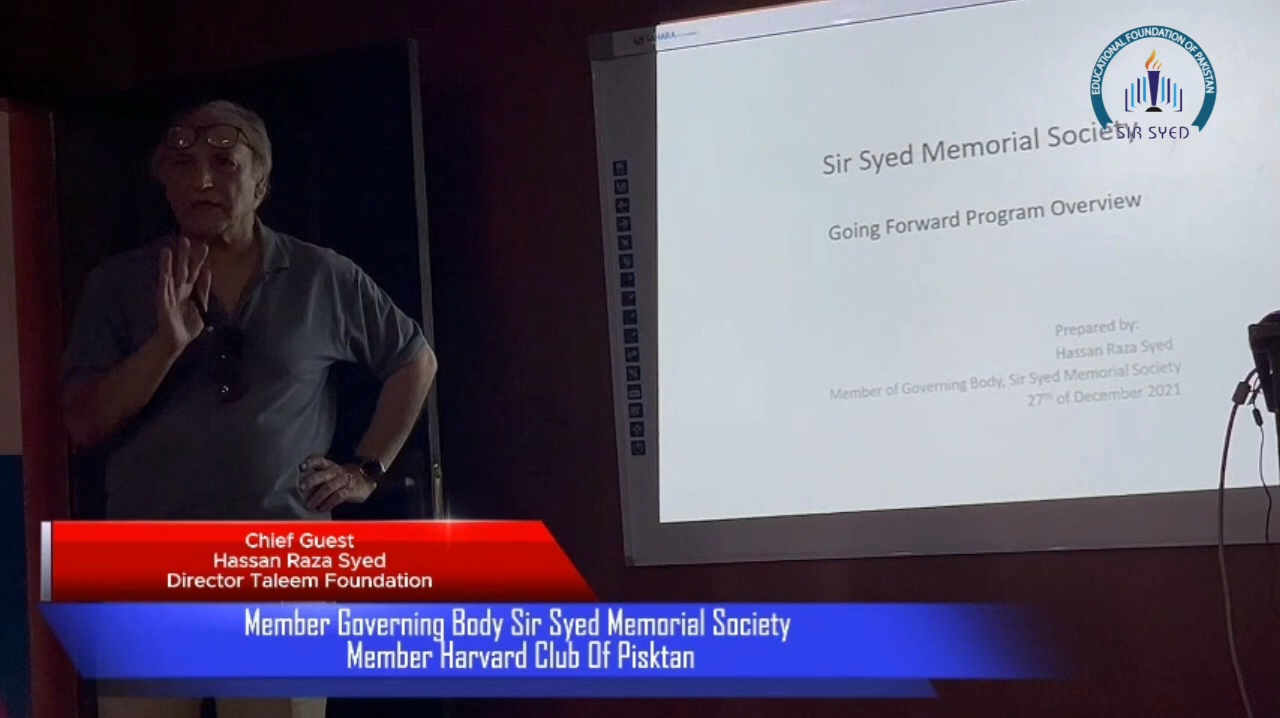 SAHARA
EDUCATIONAL FOUNDATION OF PAKISTAN
SIR SYED
Sir Syed Memorial Society
Going Forward Program Overview
Prepared by:
Hassan Raza Syed
Member of Governing Body, Sir Syed Memorial Society
27th of December 2021
Chief Guest
Hassan Raza Syed
Director Taleem Foundation
Member Governing Body Sir Syed Memorial Society
Member Harvard Club Of Pisktan